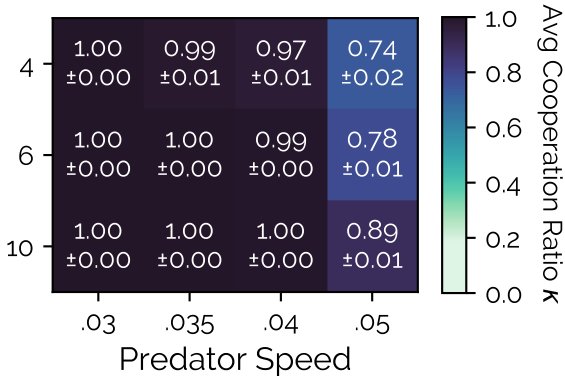 4
1.00 0.99 0.97 0.74
±0.00 ±0.01 ±0.01 ±0.02
6
1.00 1.00 0.99 0.78
±0.00 ±0.00 ±0.00 ±0.01
10
1.00 1.00 1.00 0.89
±0.00 ±0.00 ±0.00 ±0.01
.03 .035 .04 .05
Predator Speed
1.0
0.8
0.6
0.4
0.2
0.0
Avg Cooperation Ratio κ